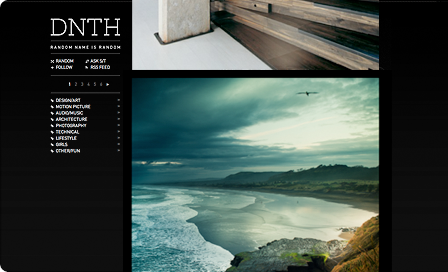 DNTH
RANDOM NAME IS RANDOM
RANDOM
ASK S/T
FOLLOW
RSS FEED
1 2 3 4 5 6
DESIGN/ART +
MOTION PICTURE +
AUDIO/MUSIC +
ARCHITECTURE +
PHOTOGRAPHY +
TECHNICAL +
LIFESTYLE +
GIRLS +
OTHER/FUN +